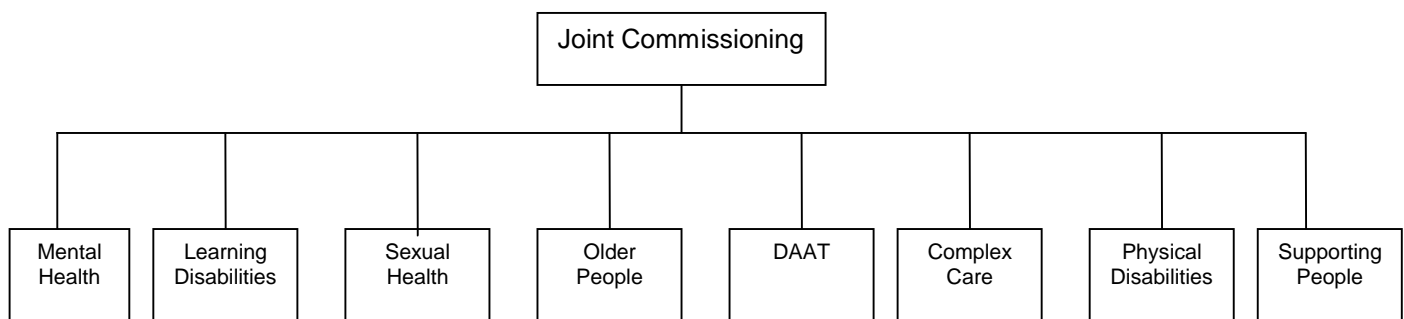 Joint Commissioning
Mental
Health
Learning
Disabilities
Sexual
Health
Older
People
DAAT
Complex
Care
Physical
Disabilities
Supporting
People